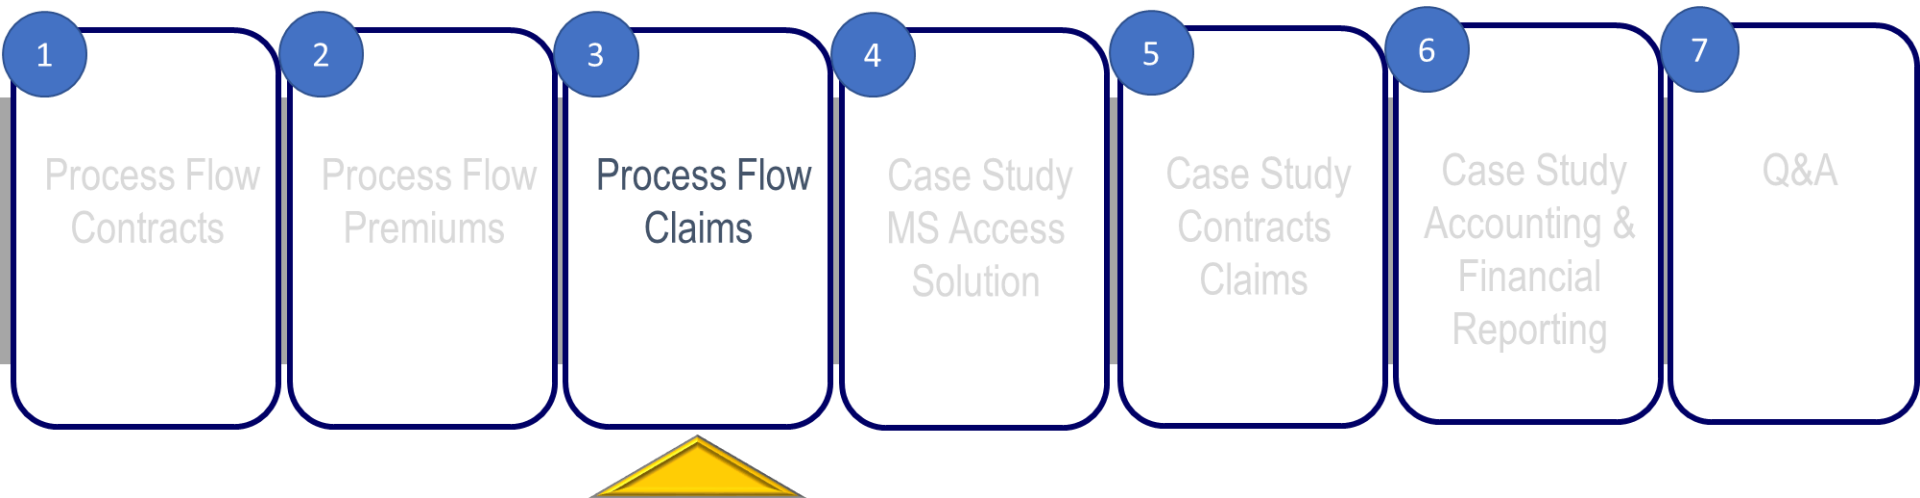 1
Process Flow
Contracts
2
Process Flow
Premiums
3
Process Flow
Claims
4
Case Study
MS Access
Solution
5
Case Study
Contracts
Claims
6
Case Study
Accounting &
Financial
Reporting
7
Q&A